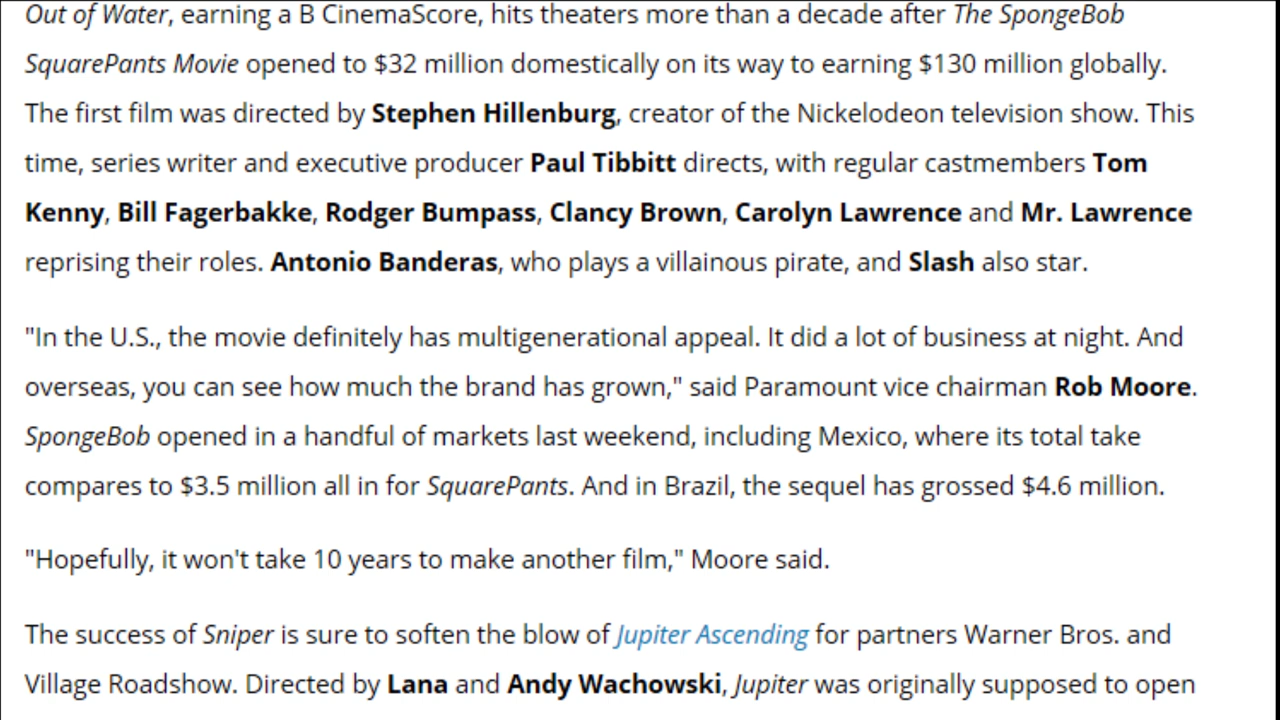 Out of Water, earning a B CinemaScore, hits theaters more than a decade after The SpongeBob
SquarePants Movie opened to $32 million domestically on its way to earning $130 million globally.
The first film was directed by Stephen Hillenburg, creator of the Nickelodeon television show. This
time, series writer and executive producer Paul Tibbitt directs, with regular castmembers Tom
Kenny, Bill Fagerbakke, Rodger Bumpass, Clancy Brown, Carolyn Lawrence and Mr. Lawrence
reprising their roles. Antonio Banderas, who plays a villainous pirate, and Slash also star.
"In the U.S., the movie definitely has multigenerational appeal. It did a lot of business at night. And
overseas, you can see how much the brand has grown," said Paramount vice chairman Rob Moore.
SpongeBob opened in a handful of markets last weekend, including Mexico, where its total take
compares to $3.5 million all in for SquarePants. And in Brazil, the sequel has grossed $4.6 million.
"Hopefully, it won't take 10 years to make another film," Moore said.
The success of Sniper is sure to soften the blow of Jupiter Ascending for partners Warner Bros. and
Village Roadshow. Directed by Lana and Andy Wachowski, Jupiter was originally supposed to open